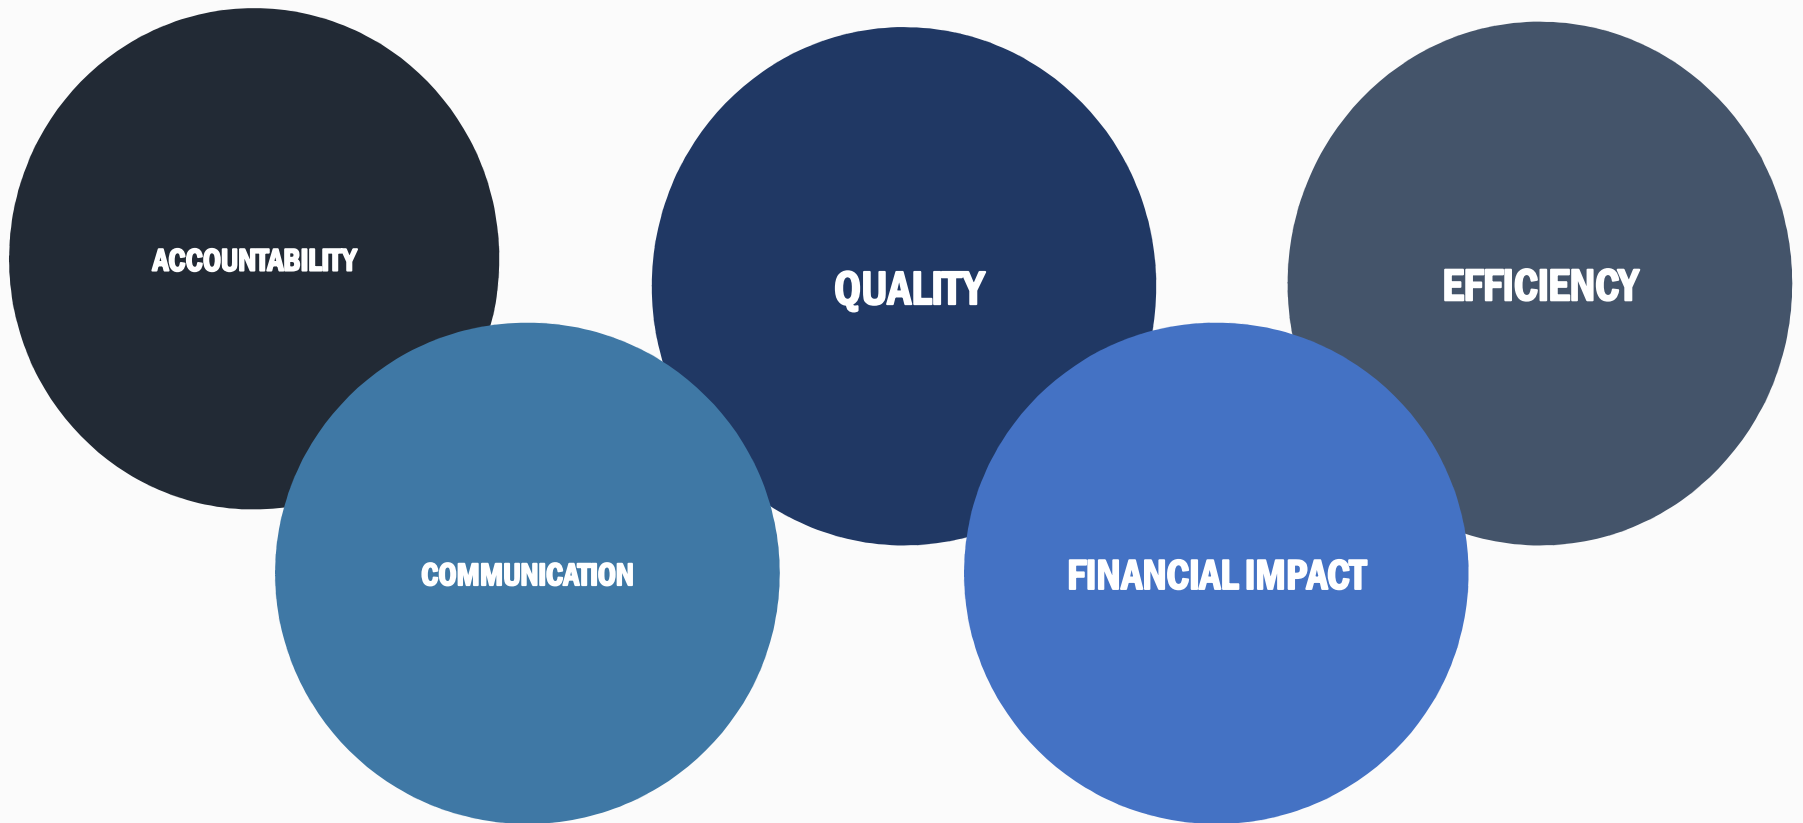 ACCOUNTABILITY
QUALITY
EFFICIENCY
COMMUNICATION
FINANCIAL IMPACT